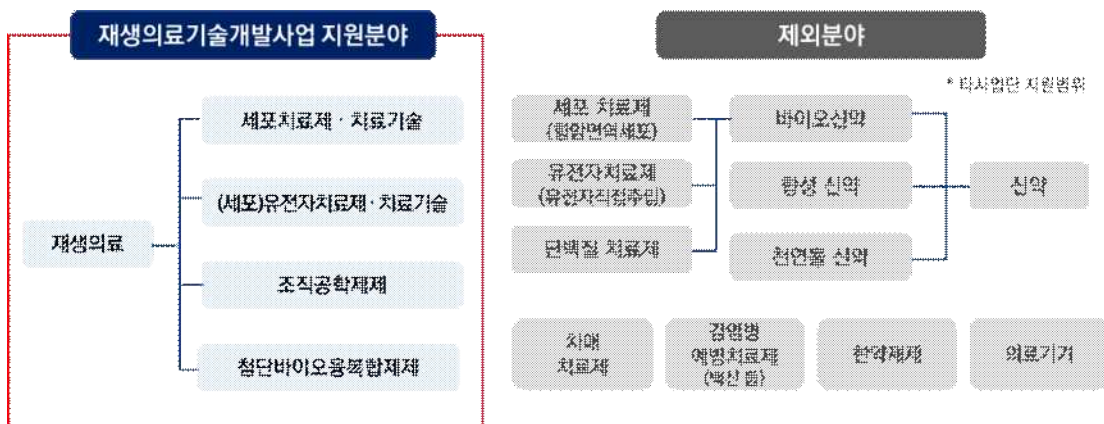 재생의료기술개발사업 지원분야
재생의료
세포치료제 · 치료기술
(세포)유전자치료제 · 치료기술
조직공학제제
첨단바이오융복합제제
제외분야
* 타사업단 지원범위
세포 치료제
(항암면역세포)
유전자치료제
(유전자직접주입)
단백질 치료제
바이오신약
합성 신약
천연물 신약
신약
치매
치료제
감염병
예방치료제
(백신 등)
한약제제
의료기기